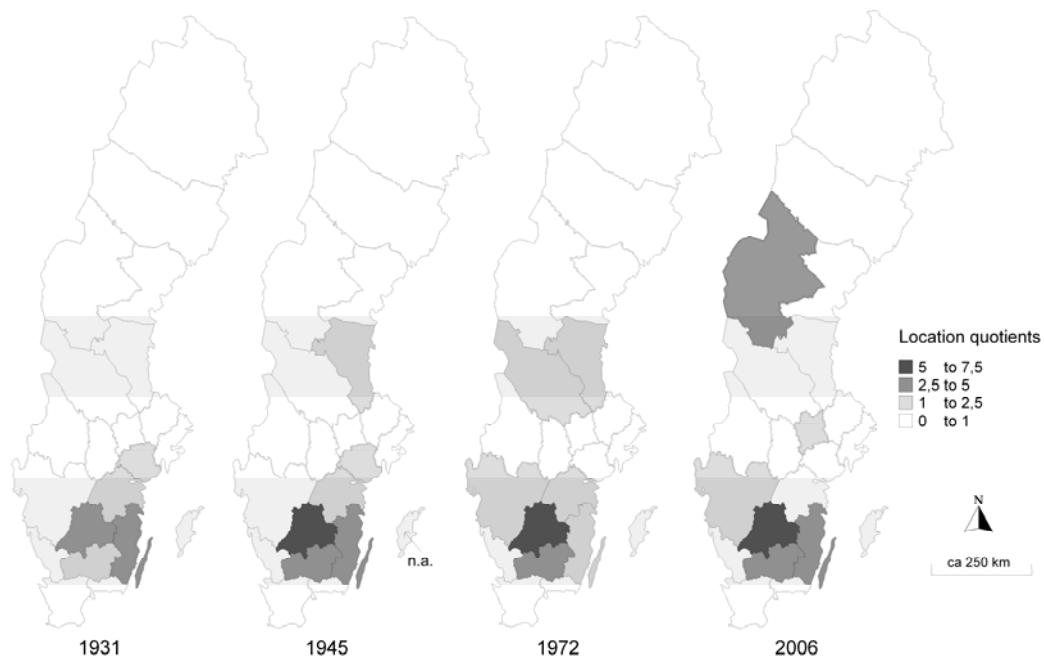 Location quotients
5 to 7,5
2,5 to 5
1 to 2,5
0 to 1
N
n.a.
ca 250 km
1931
1945
1972
2006